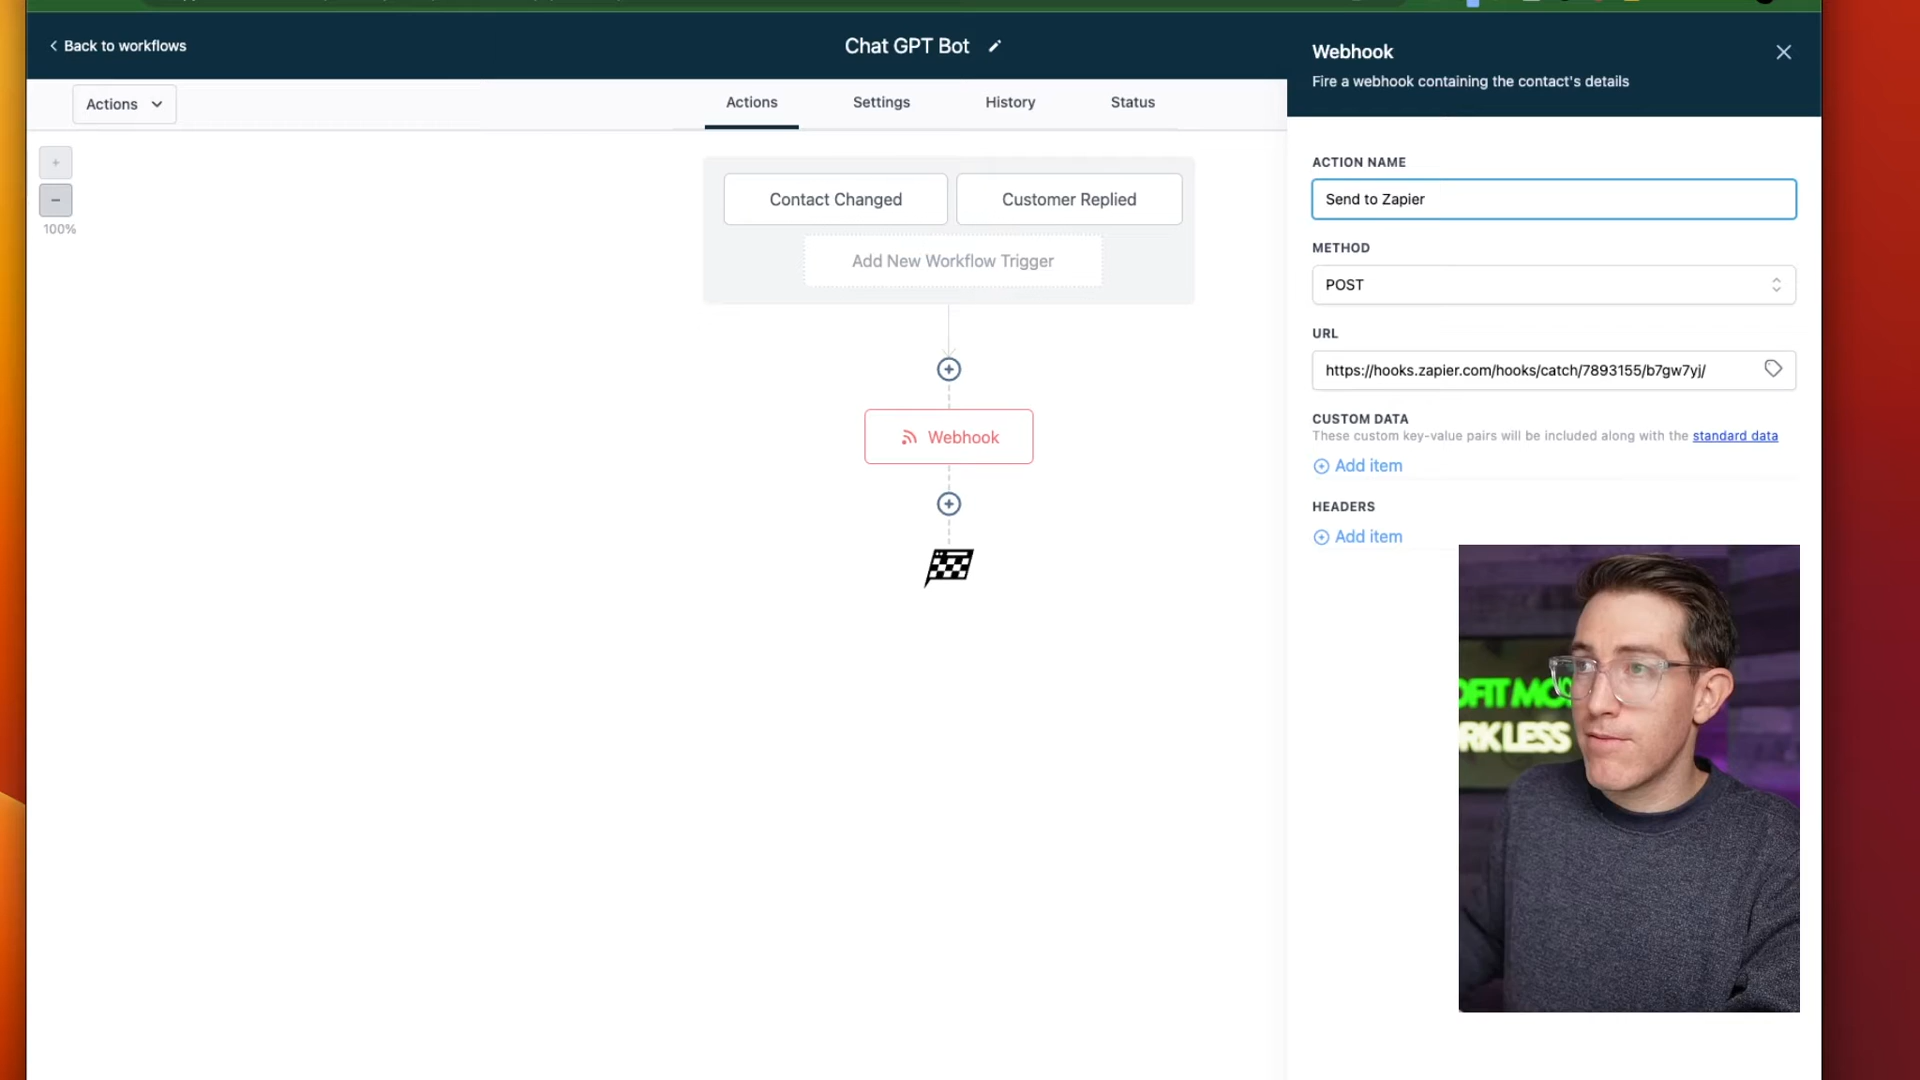 Back to workflows
Chat GPT Bot
Webhook
Fire a webhook containing the contact's details
Actions
Actions
Settings
History
Status
+
−
100%
Contact Changed
Customer Replied
Add New Workflow Trigger
Webhook
ACTION NAME
Send to Zapier
METHOD
POST
URL
https://hooks.zapier.com/hooks/catch/7893155/b7gw7yj/
CUSTOM DATA
These custom key-value pairs will be included along with the standard data
Add item
HEADERS
Add item
LESS